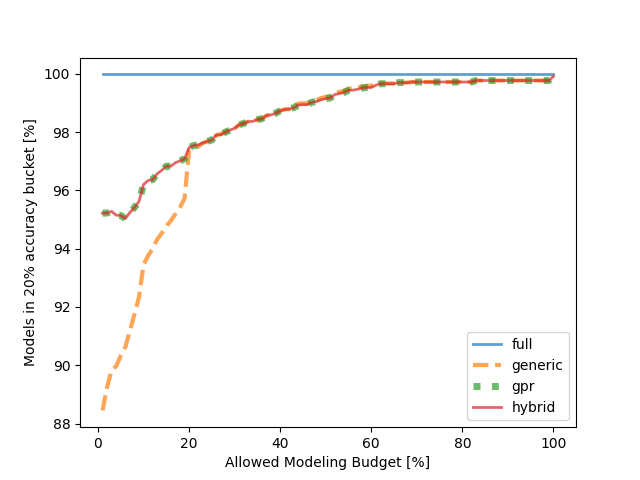 100
98
96
94
92
90
88
Models in 20% accuracy bucket [%]
full
generic
gpr
hybrid
0 20 40 60 80 100
Allowed Modeling Budget [%]